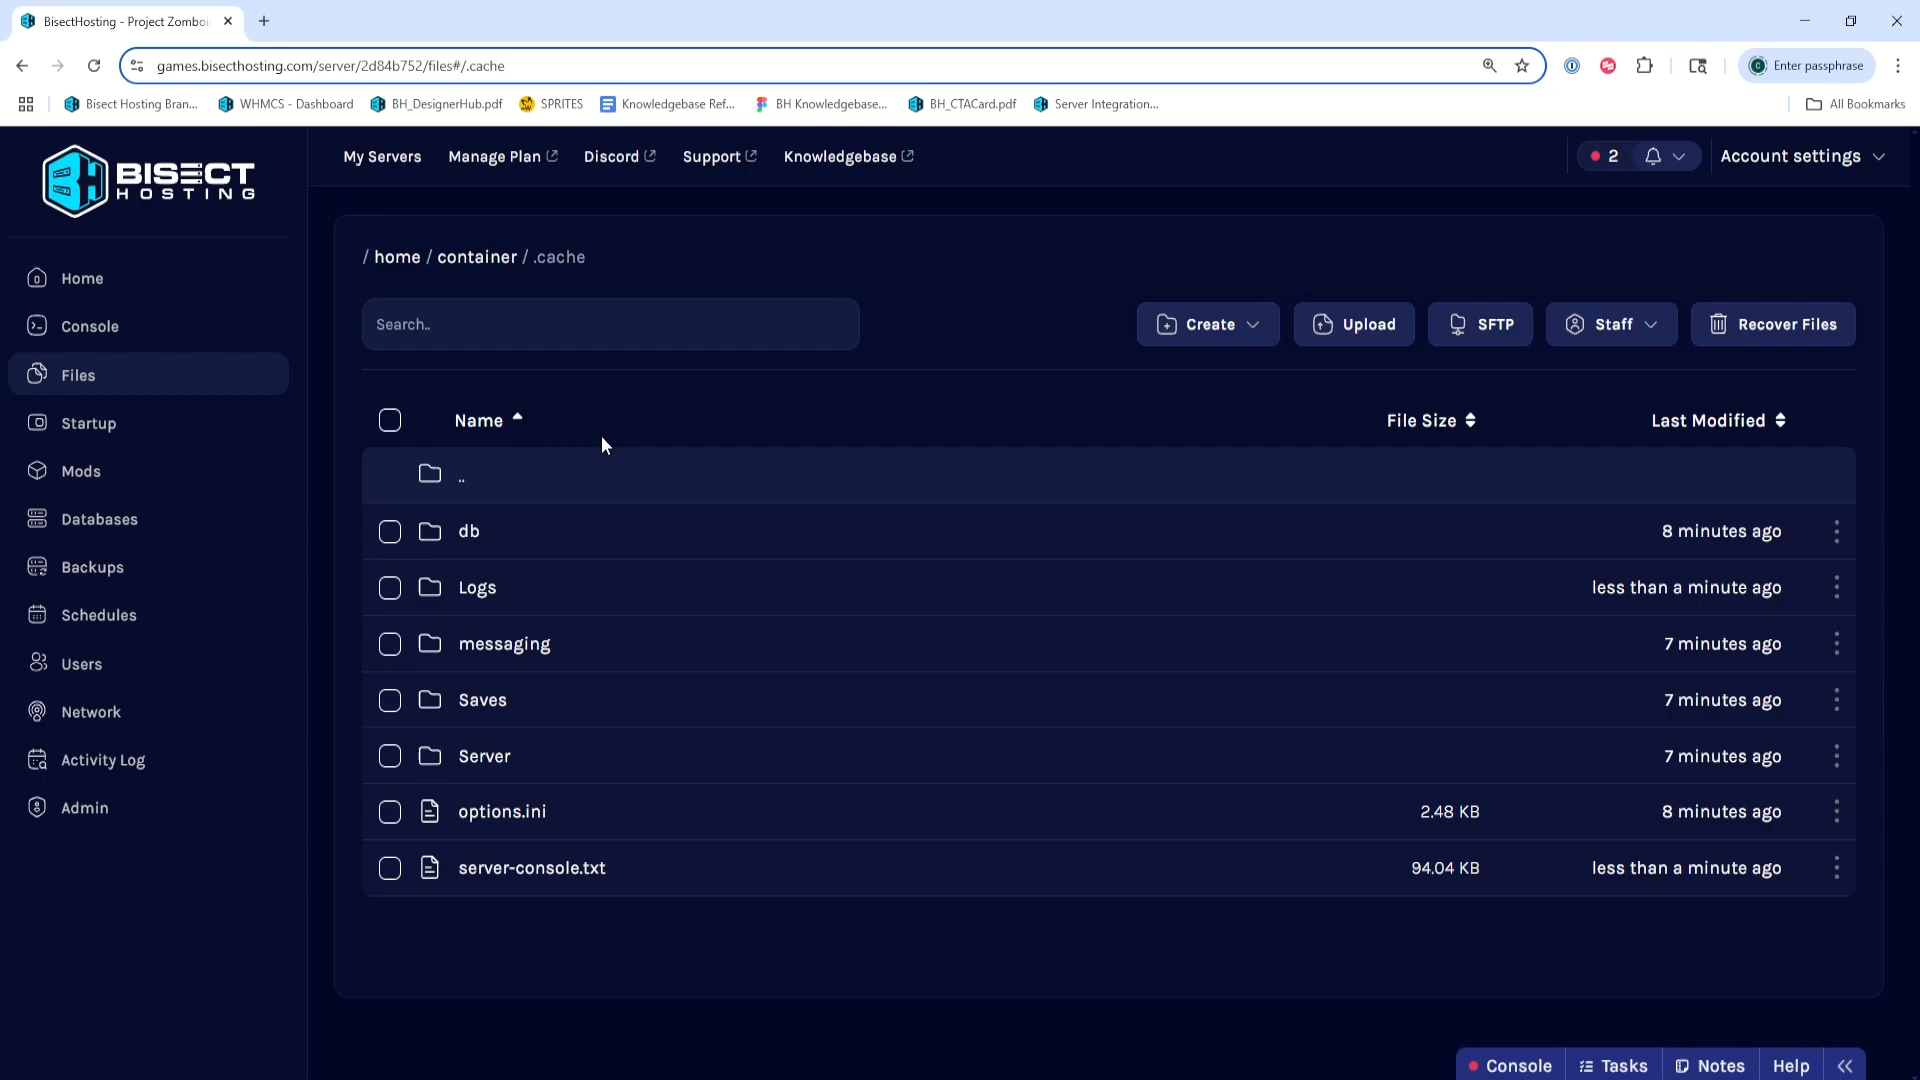 BisectHosting - Project Zomboi
games.bisecthosting.com/server/2d84b752/files#/.cache
Enter passphrase
Bisect Hosting Bran...
WHMCS - Dashboard
BH_DesignerHub.pdf
SPRITES
Knowledgebase Ref...
BH Knowledgebase...
BH_CTACard.pdf
Server Integration...
All Bookmarks
BISECT
HOSTING
My Servers
Manage Plan
Discord
Support
Knowledgebase
2
Account settings
Home
Console
Files
Startup
Mods
Databases
Backups
Schedules
Users
Network
Activity Log
Admin
/ home / container / .cache
Search..
Create
Upload
SFTP
Staff
Recover Files
Name
File Size
Last Modified
..
db
8 minutes ago
Logs
less than a minute ago
messaging
7 minutes ago
Saves
7 minutes ago
Server
7 minutes ago
options.ini
2.48 KB
8 minutes ago
server-console.txt
94.04 KB
less than a minute ago
Console
Tasks
Notes
Help